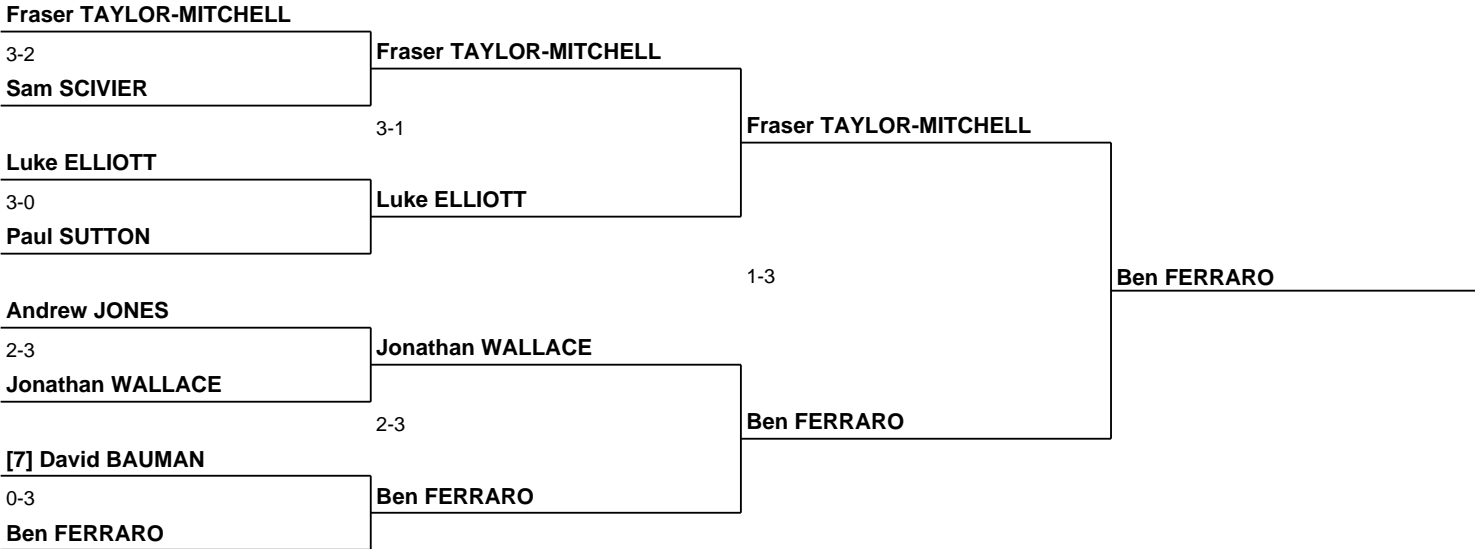 Fraser TAYLOR-MITCHELL
3-2
Sam SCIVIER
Luke ELLIOTT
3-0
Paul SUTTON
Andrew JONES
2-3
Jonathan WALLACE
[7] David BAUMAN
0-3
Ben FERRARO
Fraser TAYLOR-MITCHELL
3-1
Luke ELLIOTT
Jonathan WALLACE
2-3
Ben FERRARO
Fraser TAYLOR-MITCHELL
1-3
Ben FERRARO
Ben FERRARO